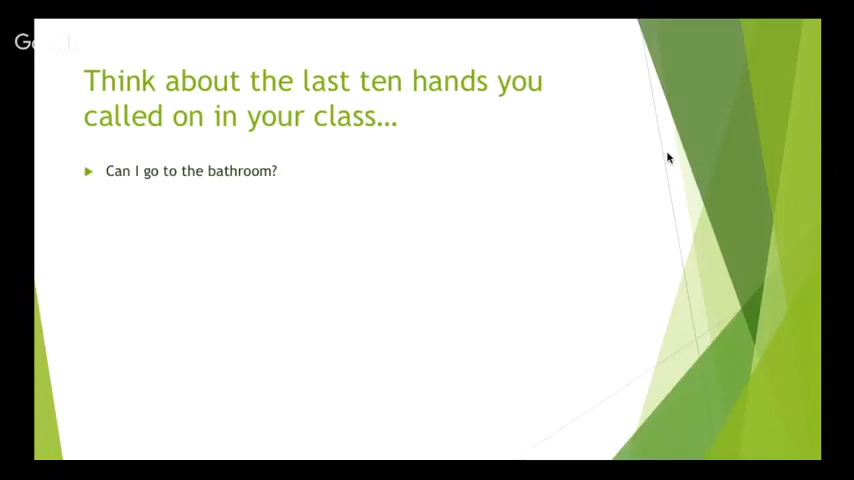 Think about the last ten hands you
called on in your class…
Can I go to the bathroom?